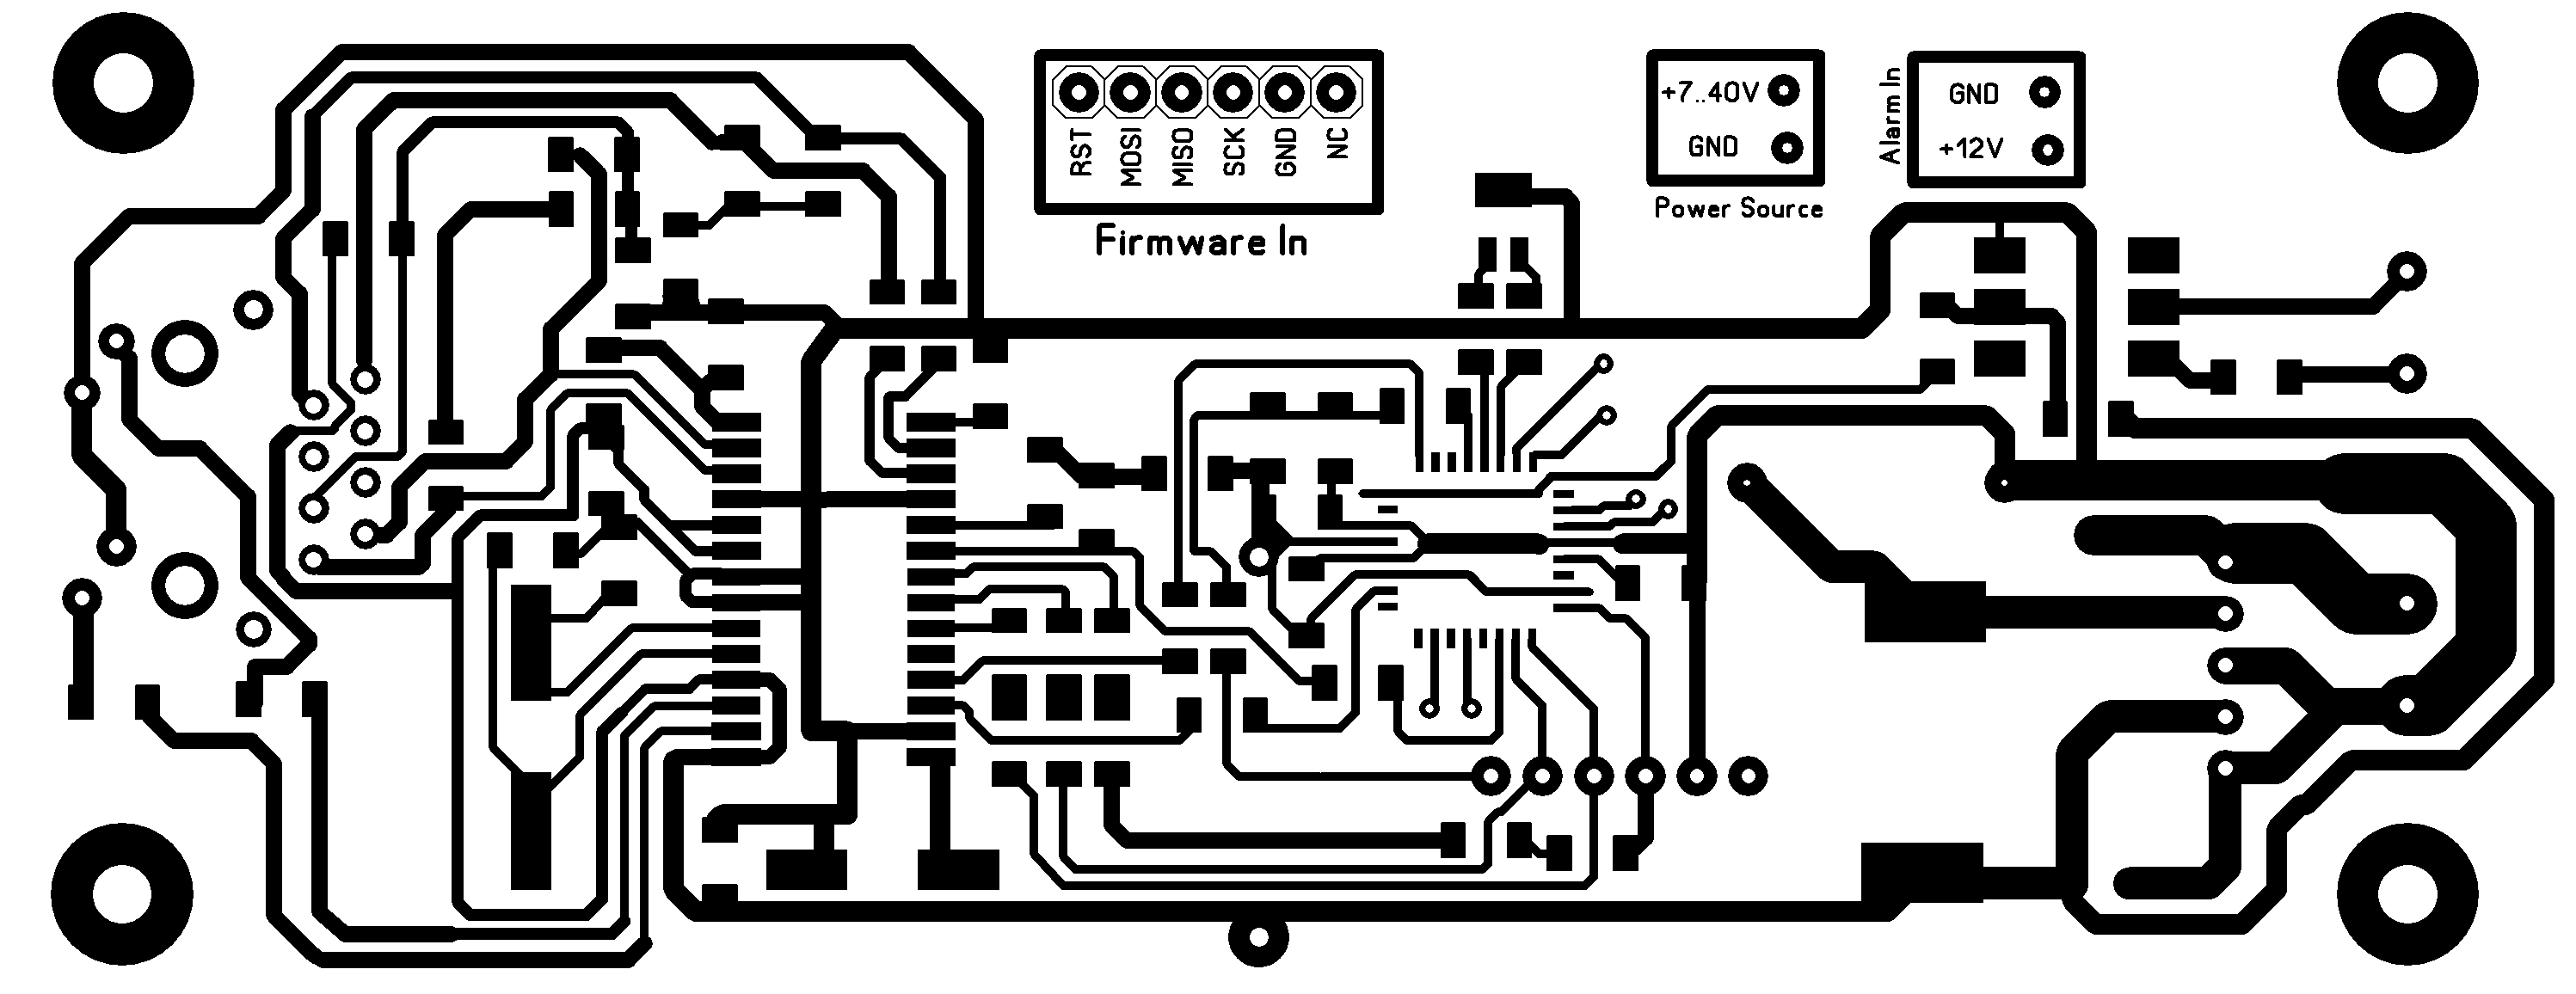 RST
MOSI
MISO
SCK
GND
NC
Firmware In
+7..40V
GND
Power Source
Alarm In
GND
+12V